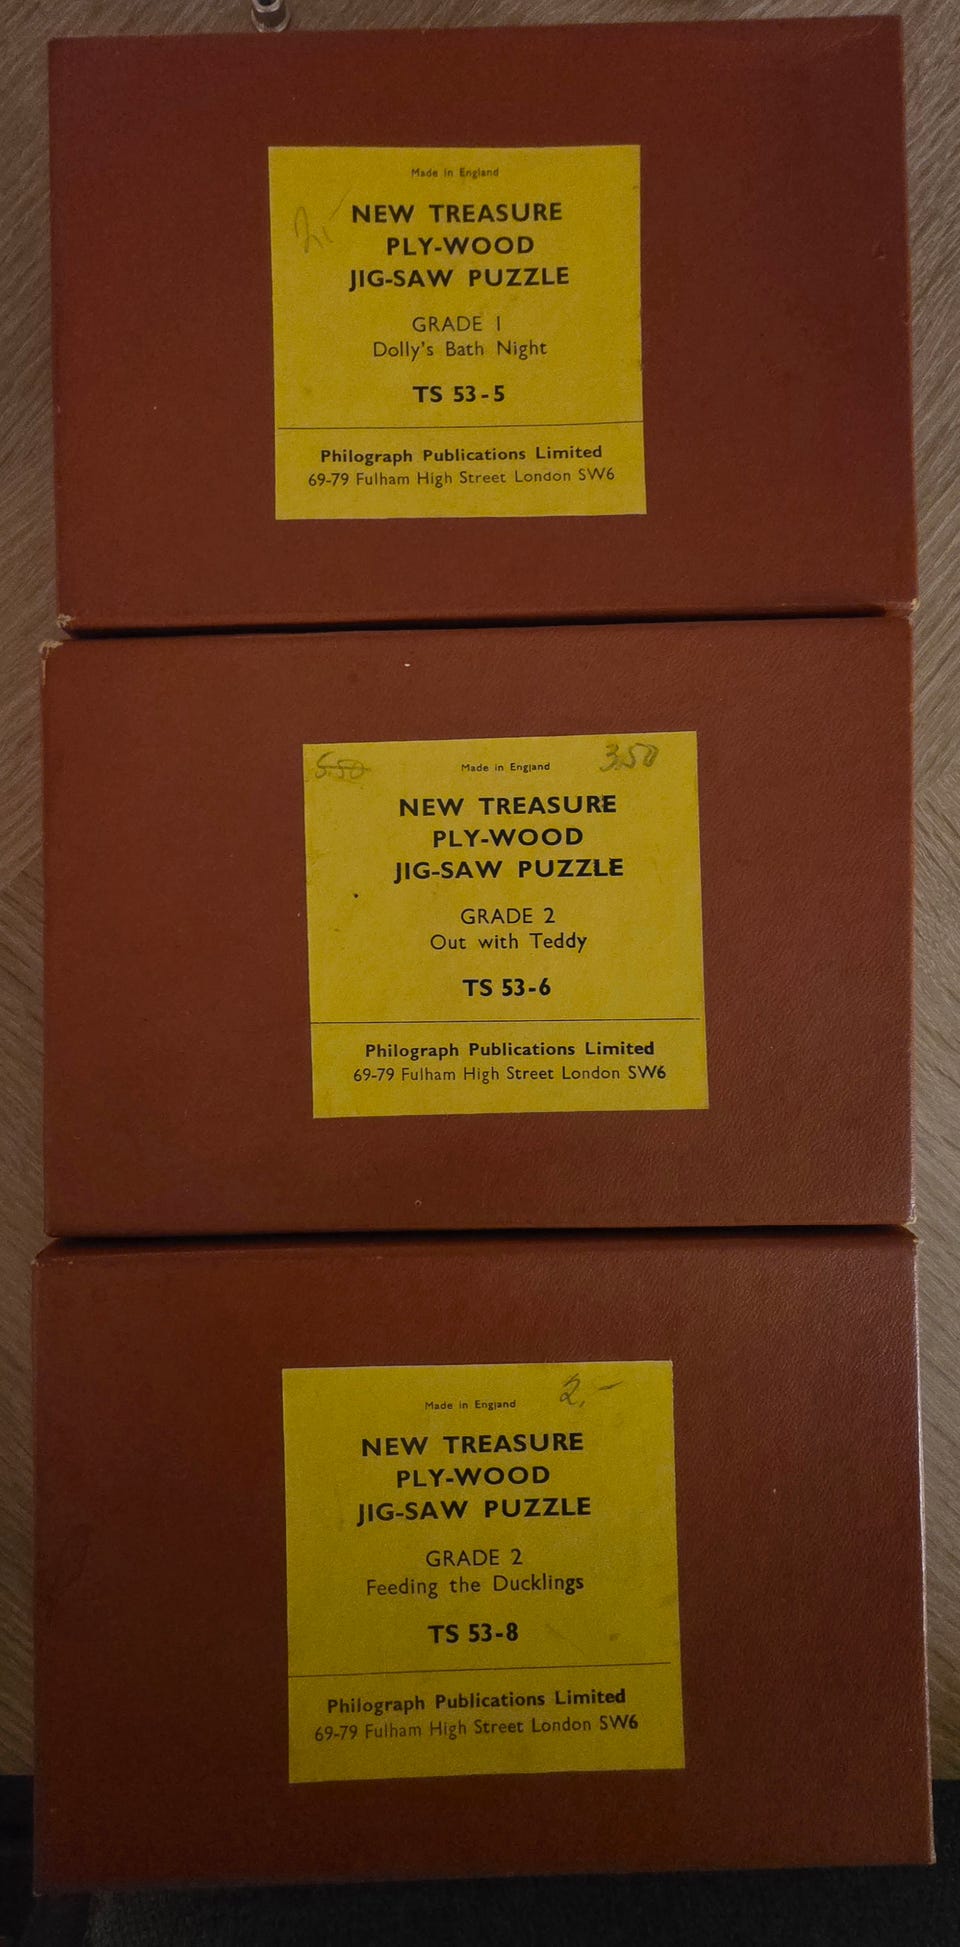 Made in England
2,-
NEW TREASURE
PLY-WOOD
JIG-SAW PUZZLE
GRADE 1
Dolly's Bath Night
TS 53-5
Philograph Publications Limited
69-79 Fulham High Street London SW6
5.50
Made in England
3,50
NEW TREASURE
PLY-WOOD
JIG-SAW PUZZLE
GRADE 2
Out with Teddy
TS 53-6
Philograph Publications Limited
69-79 Fulham High Street London SW6
Made in England
2,-
NEW TREASURE
PLY-WOOD
JIG-SAW PUZZLE
GRADE 2
Feeding the Ducklings
TS 53-8
Philograph Publications Limited
69-79 Fulham High Street London SW6